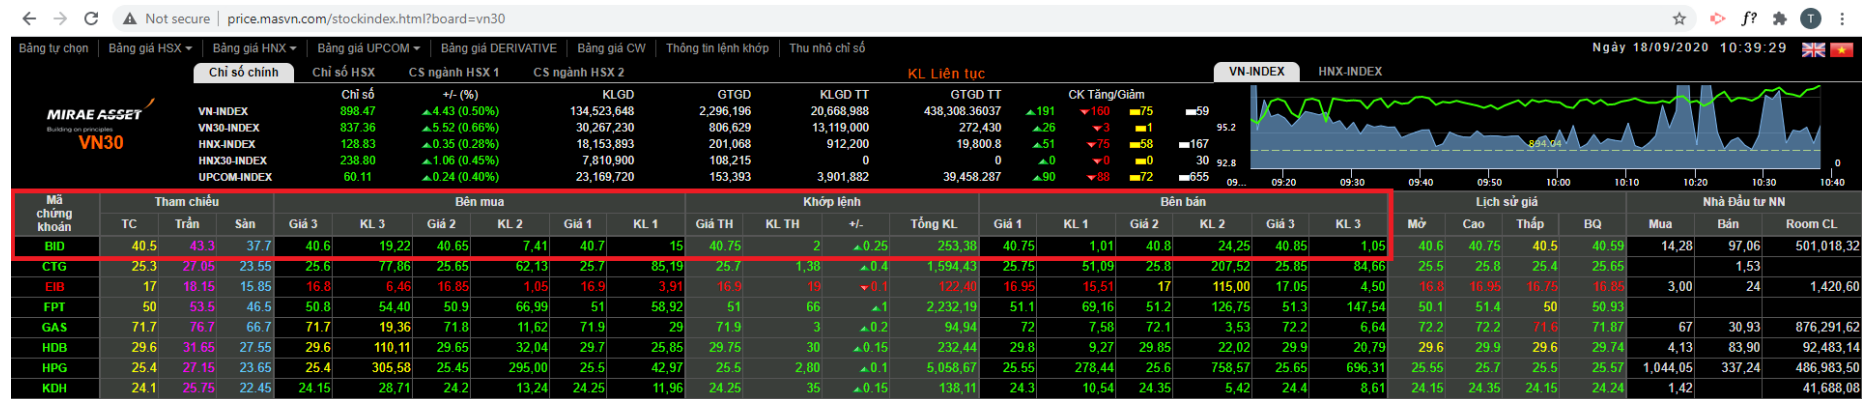 Not secure | price.masvn.com/stockindex.html?board=vn30 f? T
Bảng tự chọn Bảng giá HSX Bảng giá HNX Bảng giá UPCOM Bảng giá DERIVATIVE Bảng giá CW Thông tin lệnh khớp Thu nhỏ chỉ số Ngày 18/09/2020 10:39:29
Chỉ số chính Chỉ số HSX CS ngành HSX 1 CS ngành HSX 2 KL Liên tục VN-INDEX HNX-INDEX
Chỉ số +/- (%) KLGD GTGD KLGD TT GTGD TT CK Tăng/Giảm
MIRAE ASSET
Building on principles
VN30
VN-INDEX 898.47 4.43 (0.50%) 134,523,648 2,296,196 20,668,988 438,308.36037 191 160 75 59
VN30-INDEX 837.36 5.52 (0.66%) 30,267,230 806,629 13,119,000 272,430 26 3 1
HNX-INDEX 128.83 0.35 (0.28%) 18,153,893 201,068 912,200 19,800.8 51 75 58 167
HNX30-INDEX 238.80 1.06 (0.45%) 7,810,900 108,215 0 0 0 0 0 30
UPCOM-INDEX 60.11 0.24 (0.40%) 23,169,720 153,393 3,901,882 39,458.287 90 88 72 655
95.2
894.04
92.8 0
09... 09:20 09:30 09:40 09:50 10:00 10:10 10:20 10:30 10:40
Mã chứng khoán Tham chiếu Bên mua Khớp lệnh Bên bán Lịch sử giá Nhà Đầu tư NN
TC Trần Sàn Giá 3 KL 3 Giá 2 KL 2 Giá 1 KL 1 Giá TH KL TH +/- Tổng KL Giá 1 KL 1 Giá 2 KL 2 Giá 3 KL 3 Mở Cao Thấp BQ Mua Bán Room CL
BID 40.5 43.3 37.7 40.6 19,22 40.65 7,41 40.7 15 40.75 2 0.25 253,38 40.75 1,01 40.8 24,25 40.85 1,05 40.6 40.75 40.5 40.59 14,28 97,06 501,018,32
CTG 25.3 27.05 23.55 25.6 77,86 25.65 62,13 25.7 85,19 25.7 1,38 0.4 1,594,43 25.75 51,09 25.8 207,52 25.85 84,66 25.5 25.8 25.4 25.65 1,53
EIB 17 18.15 15.85 16.8 6,46 16.85 1,05 16.9 3,91 16.9 19 0.1 122,40 16.95 15,51 17 115,00 17.05 4,50 16.8 16.95 16.75 16.85 3,00 24 1,420,60
FPT 50 53.5 46.5 50.8 54,40 50.9 66,99 51 58,92 51 66 1 2,232,19 51.1 69,16 51.2 126,75 51.3 147,54 50.1 51.4 50 50.93
GAS 71.7 76.7 66.7 71.7 19,36 71.8 11,62 71.9 29 71.9 3 0.2 94,94 72 7,58 72.1 3,53 72.2 6,64 72.2 72.2 71.6 71.87 67 30,93 876,291,62
HDB 29.6 31.65 27.55 29.6 110,11 29.65 32,04 29.7 25,85 29.75 30 0.15 232,44 29.8 9,27 29.85 22,02 29.9 20,79 29.6 29.9 29.6 29.74 4,13 83,90 92,483,14
HPG 25.4 27.15 23.65 25.4 305,58 25.45 295,00 25.5 42,97 25.5 2,80 0.1 5,058,67 25.55 278,44 25.6 758,57 25.65 696,31 25.55 25.7 25.5 25.57 1,044,05 337,24 486,983,50
KDH 24.1 25.75 22.45 24.15 28,71 24.2 13,24 24.25 11,96 24.25 35 0.15 138,11 24.3 10,54 24.35 5,42 24.4 8,61 24.15 24.35 24.15 24.24 1,42 41,688,08